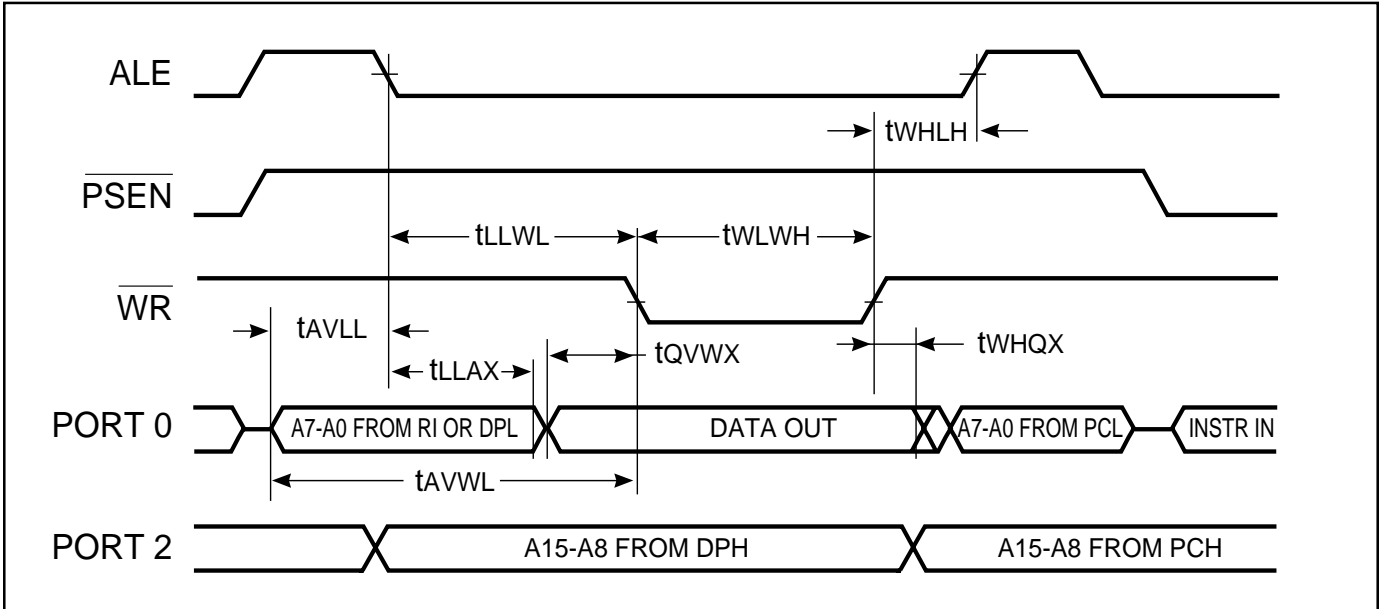 ALE
tWHLH
PSEN
tLLWL
tWLWH
WR
tAVLL
tQVWX
tWHQX
tLLAX
PORT 0
A7-A0 FROM RI OR DPL
DATA OUT
A7-A0 FROM PCL
INSTR IN
tAVWL
PORT 2
A15-A8 FROM DPH
A15-A8 FROM PCH